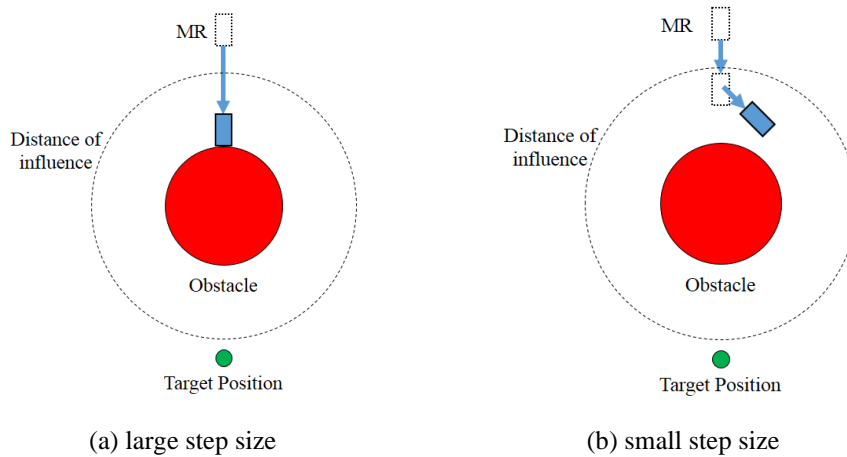 MR
Distance of
influence
Obstacle
Target Position
(a) large step size
MR
Distance of
influence
Obstacle
Target Position
(b) small step size